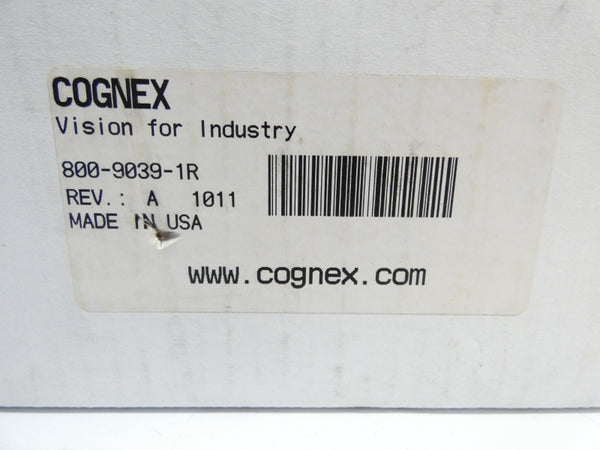 COGNEX
Vision for Industry
800-9039-1R
REV.: A 1011
MADE IN USA
www.cognex.com